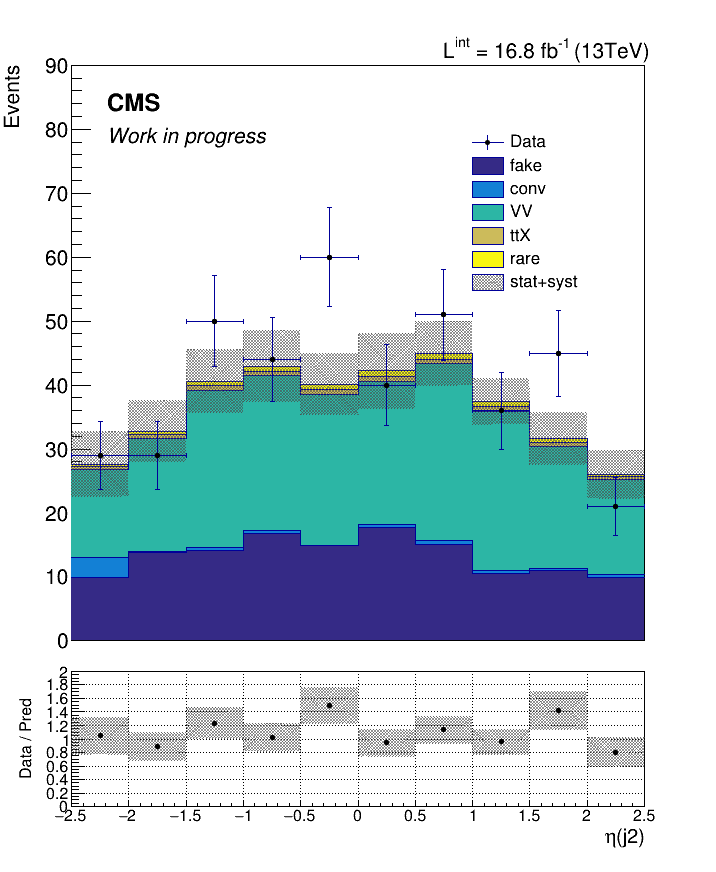 L^int = 16.8 fb^-1 (13TeV)
Events
90
80
70
60
50
40
30
20
10
0
CMS
Work in progress
Data
fake
conv
VV
ttX
rare
stat+syst
Data / Pred
2
1.8
1.6
1.4
1.2
1
0.8
0.6
0.4
0.2
0
−2.5 −2 −1.5 −1 −0.5 0 0.5 1 1.5 2 2.5
η(j2)